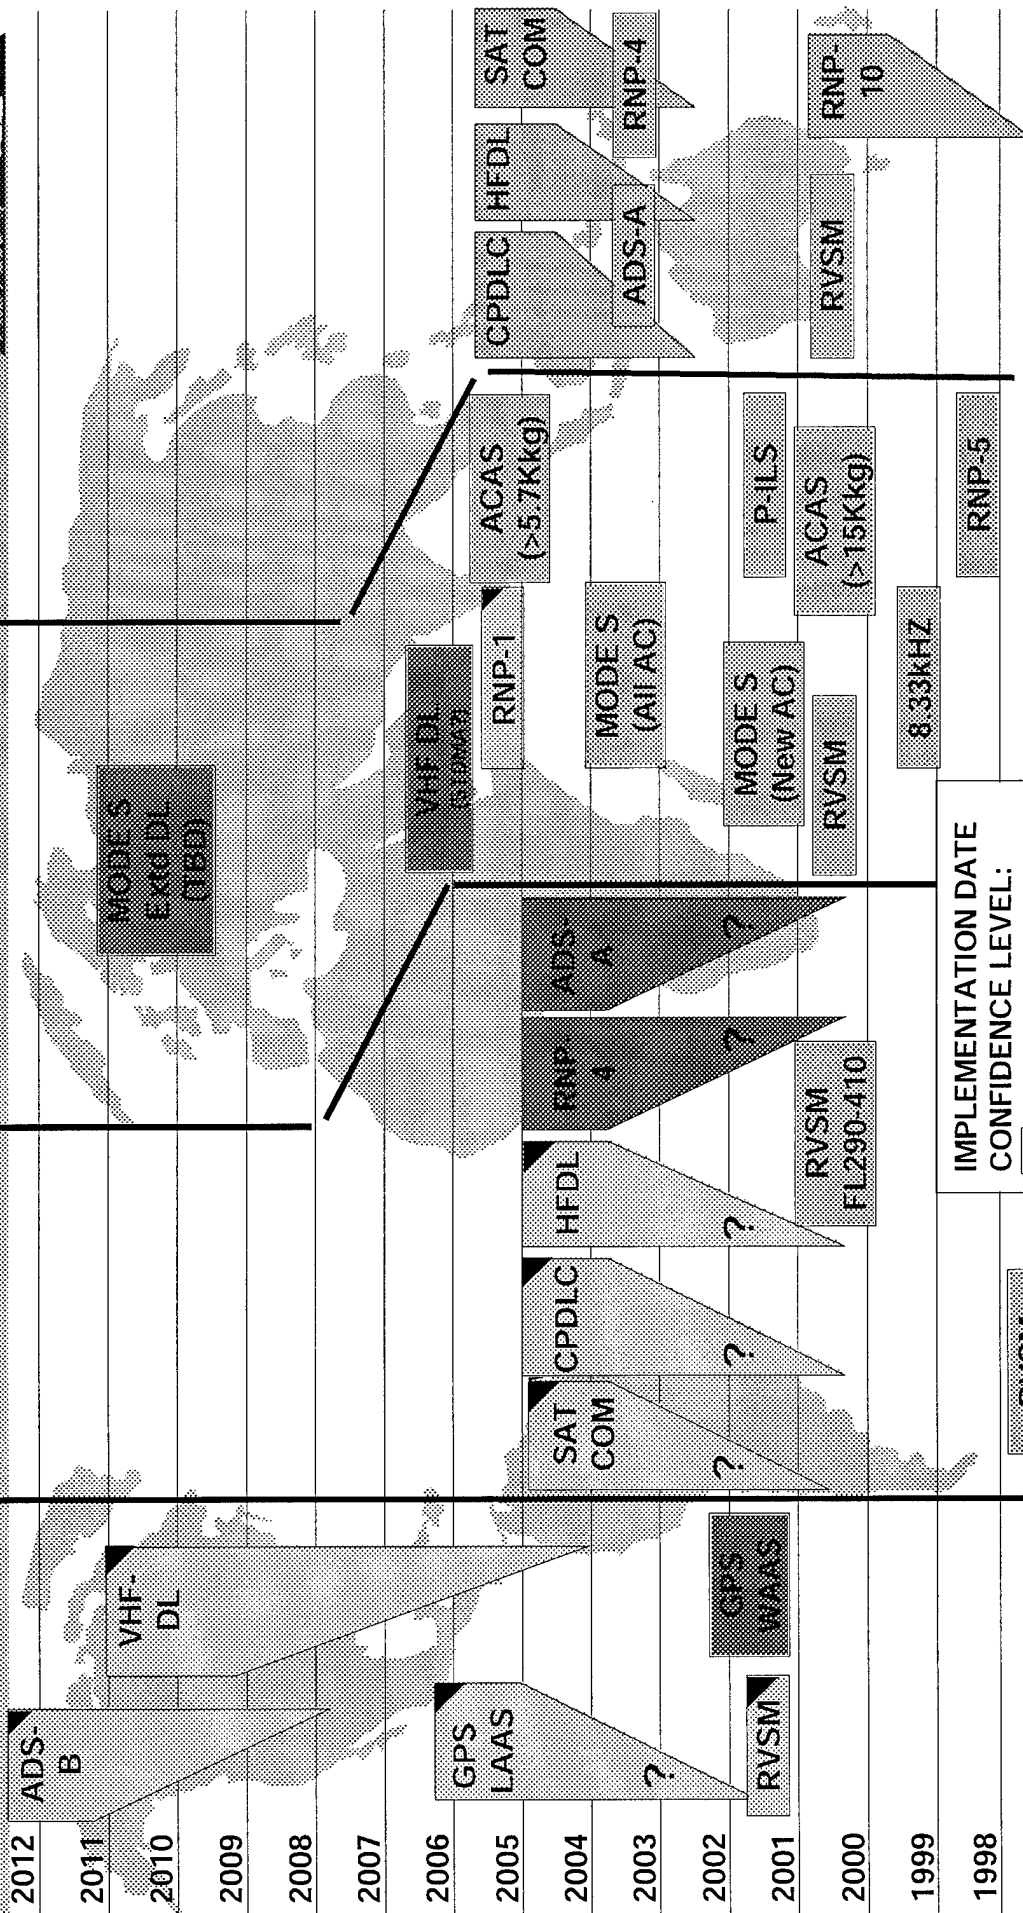 2012
2011
2010
2009
2008
2007
2006
2005
2004
2003
2002
2001
2000
1999
1998
ADS-
B
VHF-
DL
GPS
LAAS
?
RVSM
GPS
WAAS
SAT
COM
?
CPDLC
?
HFDL
?
RNP-
4
?
ADS-
A
?
RVSM
FL290-410
IMPLEMENTATION DATE
CONFIDENCE LEVEL:
MODE S
Extd DL
(TBD)
VHF DL
(STDMA?)
RNP-1
MODE S
(All AC)
MODE S
(New AC)
RVSM
8.33kHZ
ACAS
(>5.7Kkg)
P-ILS
ACAS
(>15Kkg)
RNP-5
CPDLC
HFDL
SAT
COM
ADS-A
RNP-4
RVSM
RNP-
10